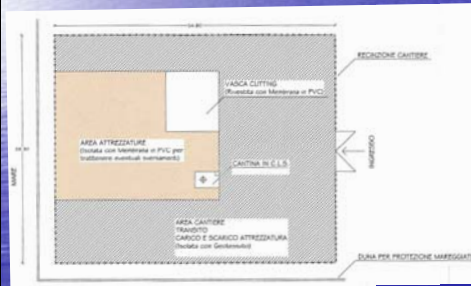 RECINZIONE CANTIERE
VASCA CUTTING
(Rivestita con Membrana in PVC)
AREA ATTREZZATURE
(Isolata con Membrana in PVC per
trattenere eventuali sversamenti)
CANTINA IN C.L.S.
INGRESSO
MARE
AREA CANTIERE
TRANSITO
CARICO E SCARICO ATTREZZATURA
(Isolata con Geotessuto)
DUNA PER PROTEZIONE MAREGGIATE